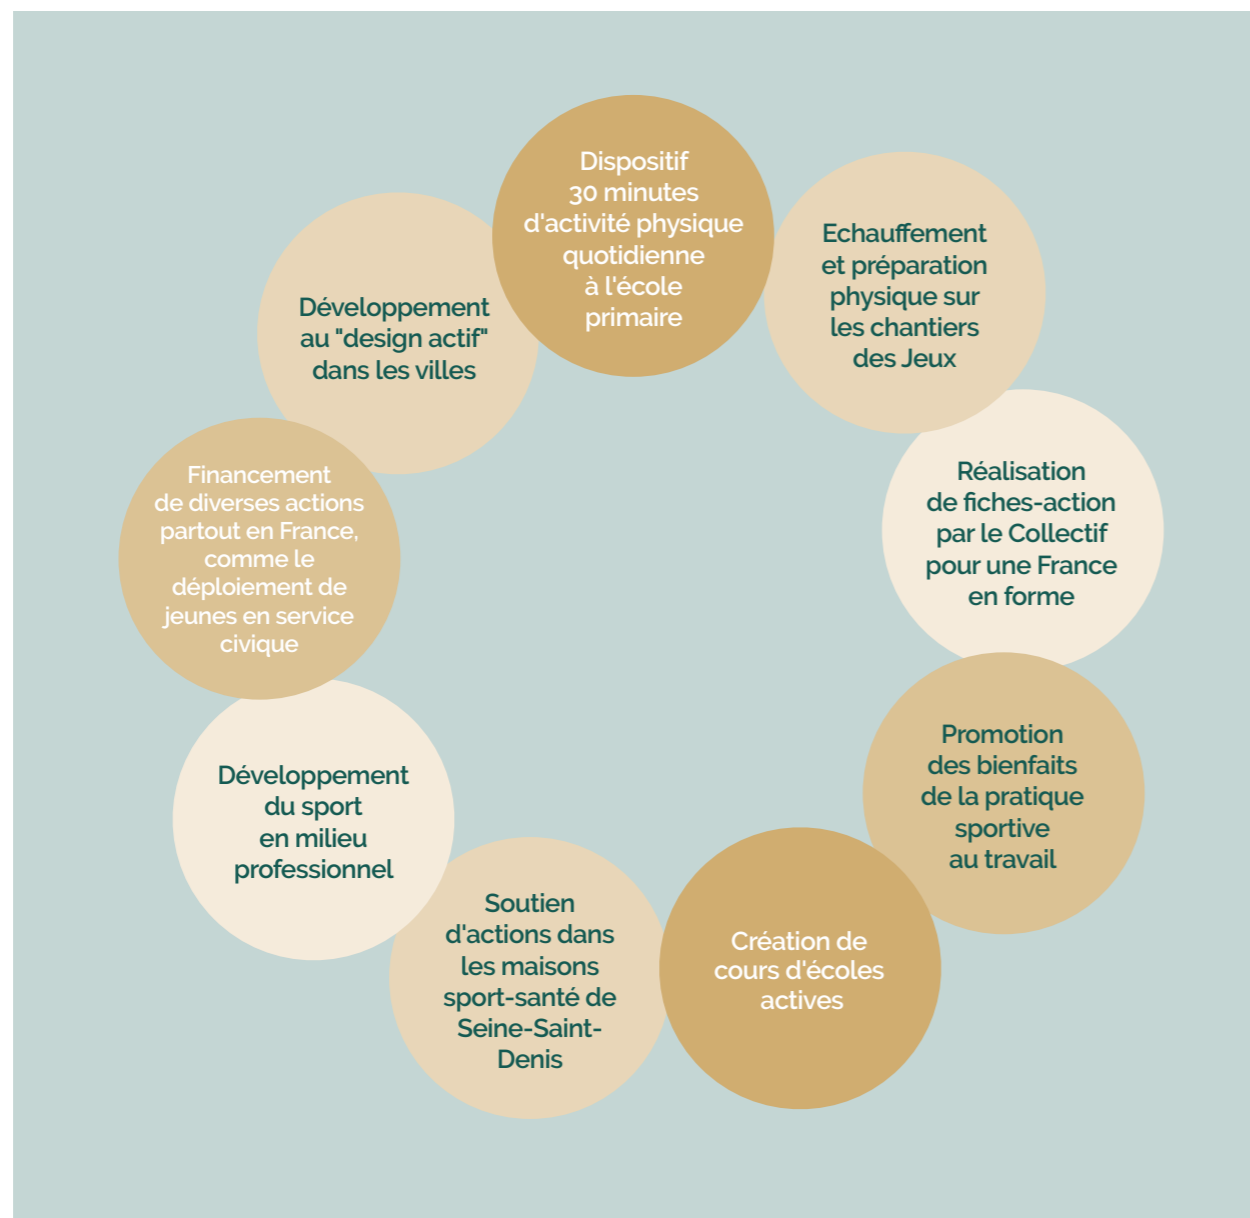 Dispositif
30 minutes
d'activité physique
quotidienne
à l'école
primaire
Echauffement
et préparation
physique sur
les chantiers
des Jeux
Réalisation
de fiches-action
par le Collectif
pour une France
en forme
Promotion
des bienfaits
de la pratique
sportive
au travail
Création de
cours d'écoles
actives
Soutien
d'actions dans
les maisons
sport-santé de
Seine-Saint-
Denis
Développement
du sport
en milieu
professionnel
Financement
de diverses actions
partout en France,
comme le
déploiement de
jeunes en service
civique
Développement
au "design actif"
dans les villes